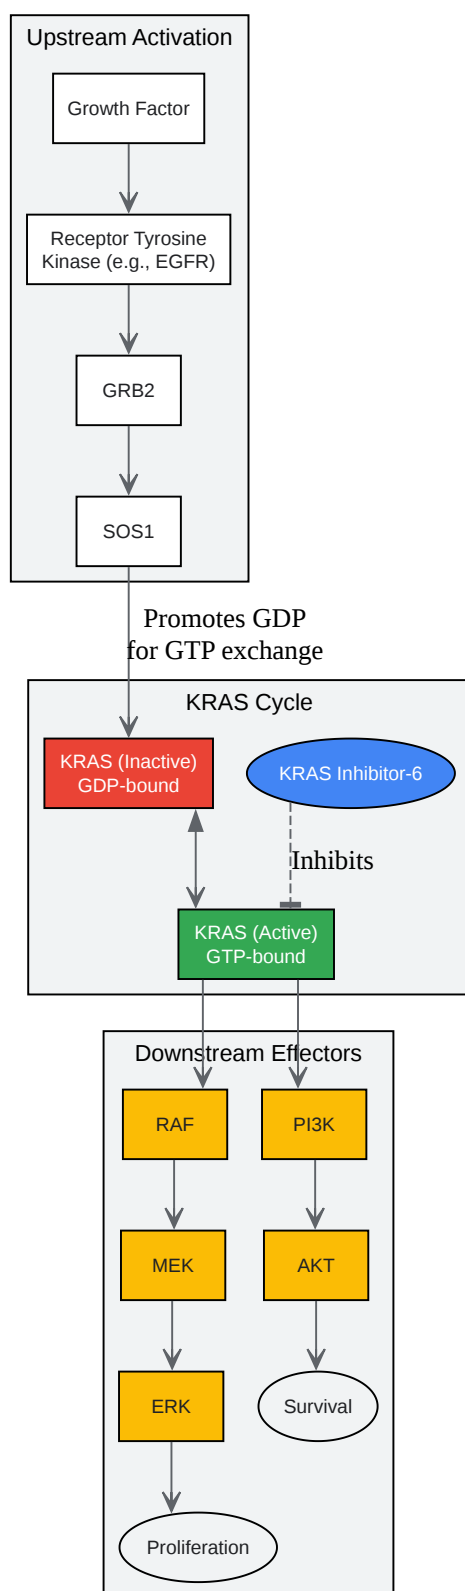 Upstream Activation
Growth Factor
Receptor Tyrosine
Kinase (e.g., EGFR)
GRB2
SOS1
Promotes GDP
for GTP exchange
KRAS Cycle
KRAS (Inactive)
GDP-bound
KRAS Inhibitor-6
Inhibits
KRAS (Active)
GTP-bound
Downstream Effectors
RAF
PI3K
MEK
AKT
ERK
Survival
Proliferation